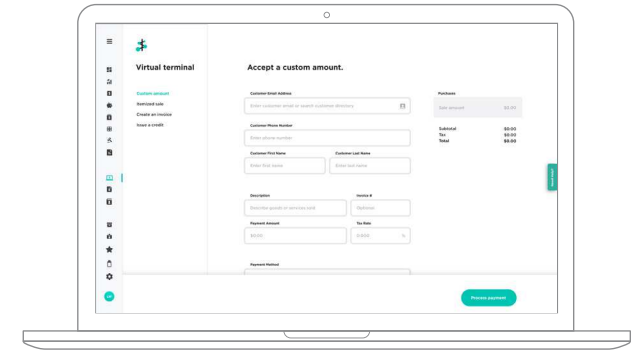 Virtual terminal
Custom amount
Itemized sale
Create an invoice
Issue a credit
Accept a custom amount.
Customer Email Address
Enter customer email or search customer directory
Customer Phone Number
Enter phone number
Customer First Name
Customer Last Name
Enter first name
Enter last name
Description
Invoice #
Describe goods or services sold
Optional
Payment Amount
Tax Rate
$0.00
0.000 %
Payment Method
Purchases
Sale amount $0.00
Subtotal $0.00
Tax $0.00
Total $0.00
Need Help?
Process payment